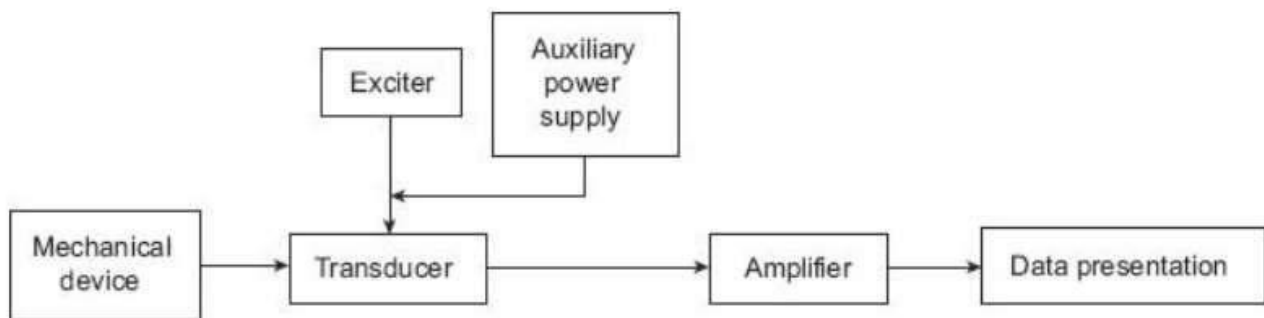 Exciter
Auxiliary
power
supply
Mechanical
device
Transducer
Amplifier
Data presentation